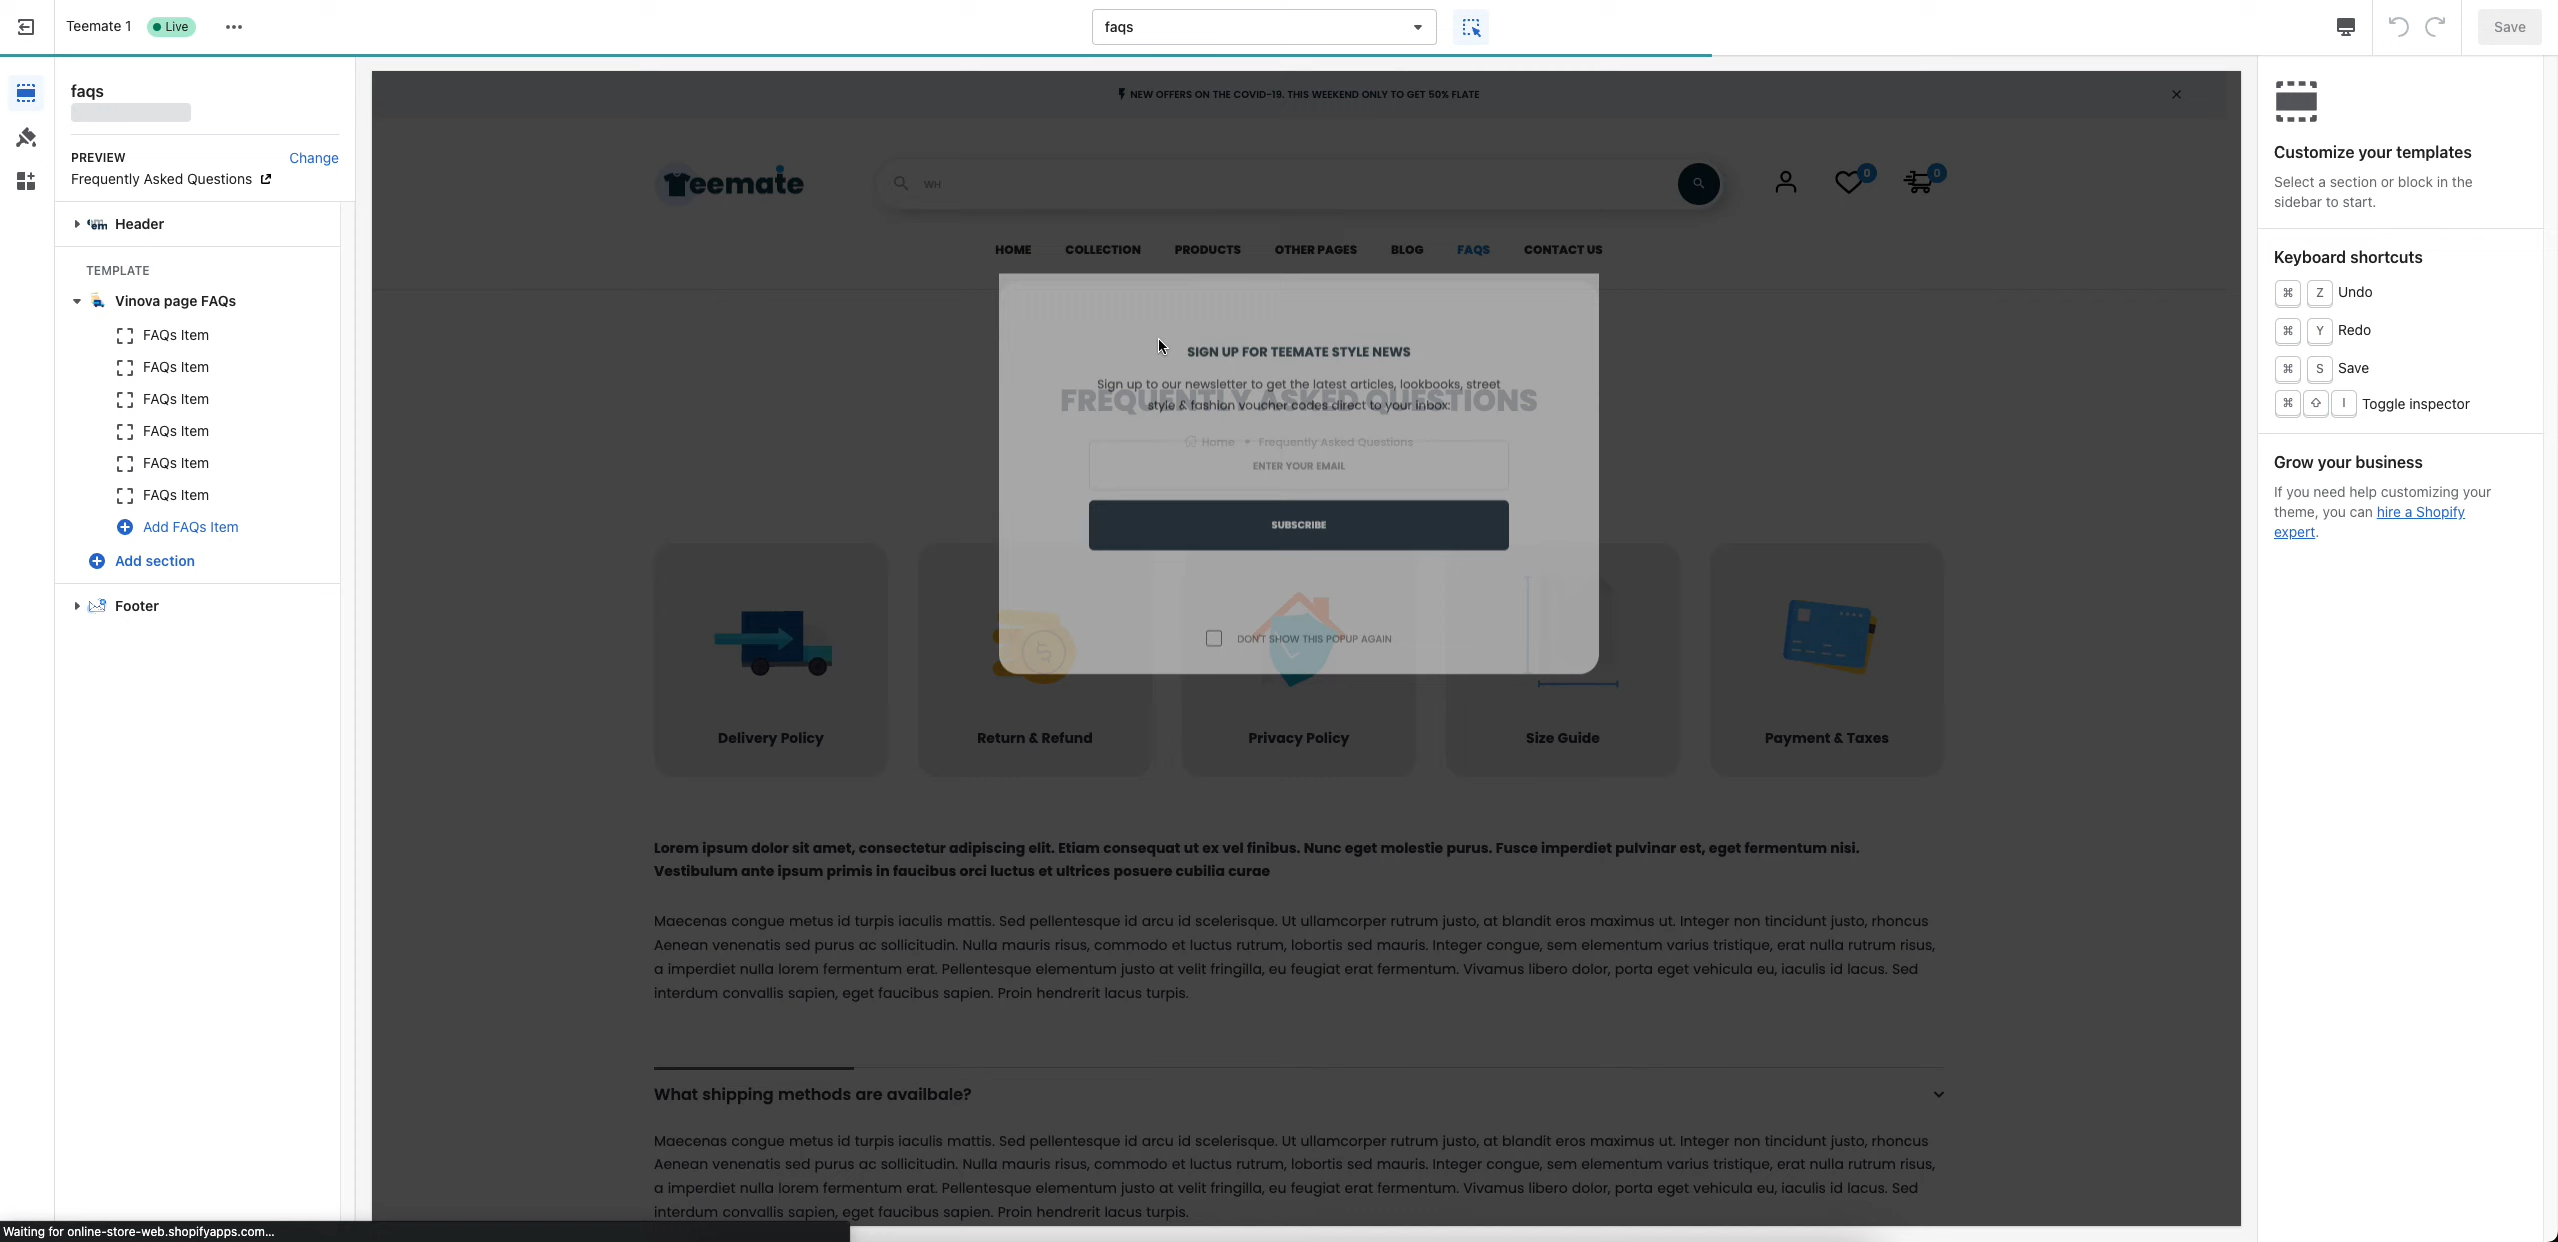 Teemate 1
Live
faqs
Save
faqs
PREVIEW
Change
Frequently Asked Questions
Header
TEMPLATE
Vinova page FAQs
FAQs Item
FAQs Item
FAQs Item
FAQs Item
FAQs Item
FAQs Item
Add FAQs Item
Add section
Footer
NEW OFFERS ON THE COVID-19. THIS WEEKEND ONLY TO GET 50% FLATE
Teemate
WH
0
0
HOME
COLLECTION
PRODUCTS
OTHER PAGES
BLOG
FAQS
CONTACT US
SIGN UP FOR TEEMATE STYLE NEWS
Sign up to our newsletter to get the latest articles, lookbooks, street
style & fashion voucher codes direct to your inbox:
FREQUENTLY ASKED QUESTIONS
Home • Frequently Asked Questions
ENTER YOUR EMAIL
SUBSCRIBE
DON'T SHOW THIS POPUP AGAIN
Delivery Policy
Return & Refund
Privacy Policy
Size Guide
Payment & Taxes
Lorem ipsum dolor sit amet, consectetur adipiscing elit. Etiam consequat ut ex vel finibus. Nunc eget molestie purus. Fusce imperdiet pulvinar est, eget fermentum nisi.
Vestibulum ante ipsum primis in faucibus orci luctus et ultrices posuere cubilia curae
Maecenas congue metus id turpis iaculis mattis. Sed pellentesque id arcu id scelerisque. Ut ullamcorper rutrum justo, at blandit eros maximus ut. Integer non tincidunt justo, rhoncus
Aenean venenatis sed purus ac sollicitudin. Nulla mauris risus, commodo et luctus rutrum, lobortis sed mauris. Integer congue, sem elementum varius tristique, erat nulla rutrum risus,
a imperdiet nulla lorem fermentum erat. Pellentesque elementum justo at velit fringilla, eu feugiat erat fermentum. Vivamus libero dolor, porta eget vehicula eu, iaculis id lacus. Sed
interdum convallis sapien, eget faucibus sapien. Proin hendrerit lacus turpis.
What shipping methods are availbale?
Maecenas congue metus id turpis iaculis mattis. Sed pellentesque id arcu id scelerisque. Ut ullamcorper rutrum justo, at blandit eros maximus ut. Integer non tincidunt justo, rhoncus
Aenean venenatis sed purus ac sollicitudin. Nulla mauris risus, commodo et luctus rutrum, lobortis sed mauris. Integer congue, sem elementum varius tristique, erat nulla rutrum risus,
a imperdiet nulla lorem fermentum erat. Pellentesque elementum justo at velit fringilla, eu feugiat erat fermentum. Vivamus libero dolor, porta eget vehicula eu, iaculis id lacus. Sed
interdum convallis sapien, eget faucibus sapien. Proin hendrerit lacus turpis.
Customize your templates
Select a section or block in the
sidebar to start.
Keyboard shortcuts
⌘ Z Undo
⌘ Y Redo
⌘ S Save
⌘ ⇧ I Toggle inspector
Grow your business
If you need help customizing your
theme, you can hire a Shopify
expert.
Waiting for online-store-web.shopifyapps.com...